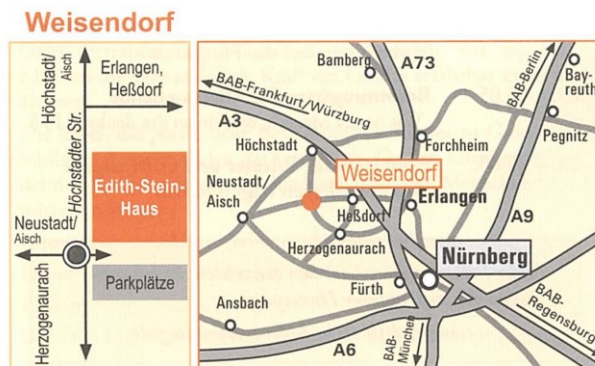 Weisendorf
Höchstadt/
Aisch
Erlangen,
Heßdorf
Höchstadter Str.
Edith-Stein-
Haus
Neustadt/
Aisch
Parkplätze
Herzogenaurach
BAB-Frankfurt/Würzburg
A3
Bamberg
A73
BAB-Berlin
Bay-
reuth
Pegnitz
Höchstadt
Forchheim
Weisendorf
Neustadt/
Aisch
Heßdorf
Erlangen
A9
Herzogenaurach
Nürnberg
Fürth
Ansbach
A6
BAB-
München
BAB-
Regensburg